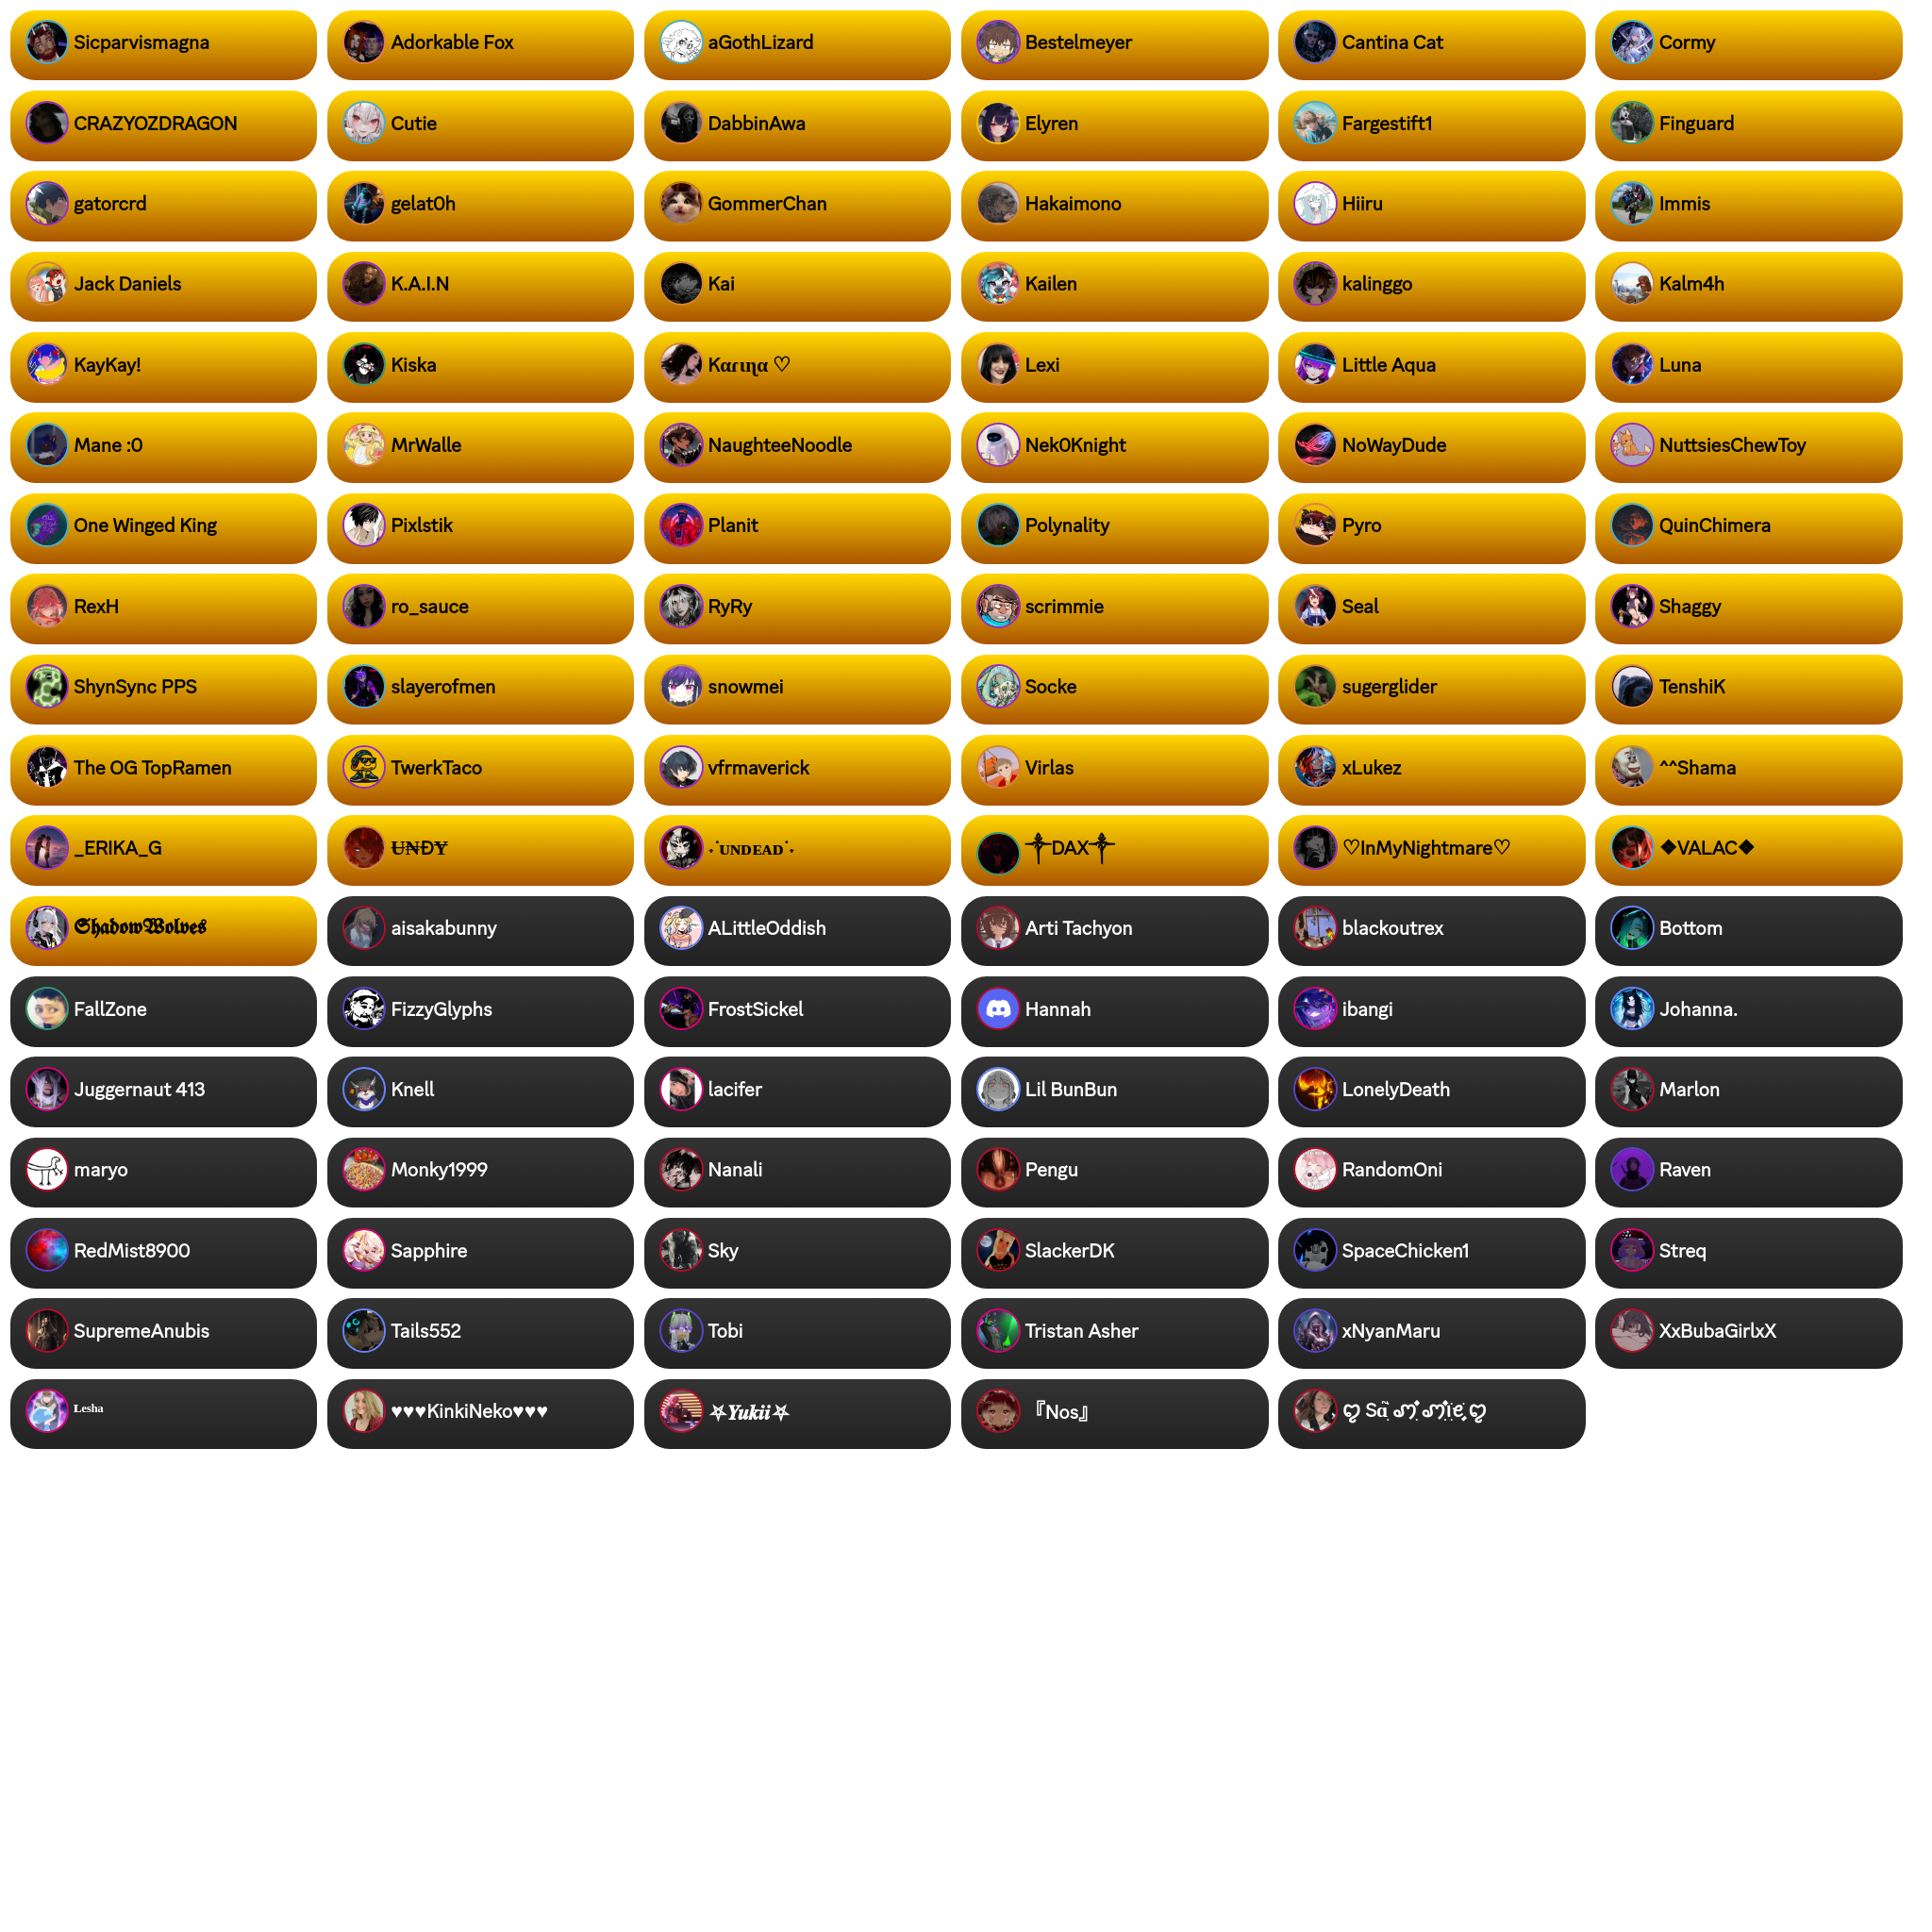 Sicparvismagna
Adorkable Fox
aGothLizard
Bestelmeyer
Cantina Cat
Cormy
CRAZYOZDRAGON
Cutie
DabbinAwa
Elyren
Fargestift1
Finguard
gatorcrd
gelat0h
GommerChan
Hakaimono
Hiiru
Immis
Jack Daniels
K.A.I.N
Kai
Kailen
kalinggo
Kalm4h
KayKay!
Kiska
Kαɾιɳα ♡
Lexi
Little Aqua
Luna
Mane :0
MrWalle
NaughteeNoodle
Nek0Knight
NoWayDude
NuttsiesChewToy
One Winged King
Pixlstik
Planit
Polynality
Pyro
QuinChimera
RexH
ro_sauce
RyRy
scrimmie
Seal
Shaggy
ShynSync PPS
slayerofmen
snowmei
Socke
sugerglider
TenshiK
The OG TopRamen
TwerkTaco
vfrmaverick
Virlas
xLukez
^^Shama
_ERIKA_G
U̶N̶ĐɎ
˖˙ᴜɴᴅᴇᴀᴅ˙˖
⸸DAX⸸
♡InMyNightmare♡
❖VALAC❖
𝕾𝖍𝖆𝖉𝖔𝖜𝖂𝖔𝖑𝖛𝖊𝖘
aisakabunny
ALittleOddish
Arti Tachyon
blackoutrex
Bottom
FallZone
FizzyGlyphs
FrostSickel
Hannah
ibangi
Johanna.
Juggernaut 413
Knell
lacifer
Lil BunBun
LonelyDeath
Marlon
maryo
Monky1999
Nanali
Pengu
RandomOni
Raven
RedMist8900
Sapphire
Sky
SlackerDK
SpaceChicken1
Streq
SupremeAnubis
Tails552
Tobi
Tristan Asher
xNyanMaru
XxBubaGirlxX
ᴸᵉˢʰᵃ
♥♥♥KinkiNeko♥♥♥
⛧𝒀𝒖𝒌𝒊𝒊⛧
『Nos』